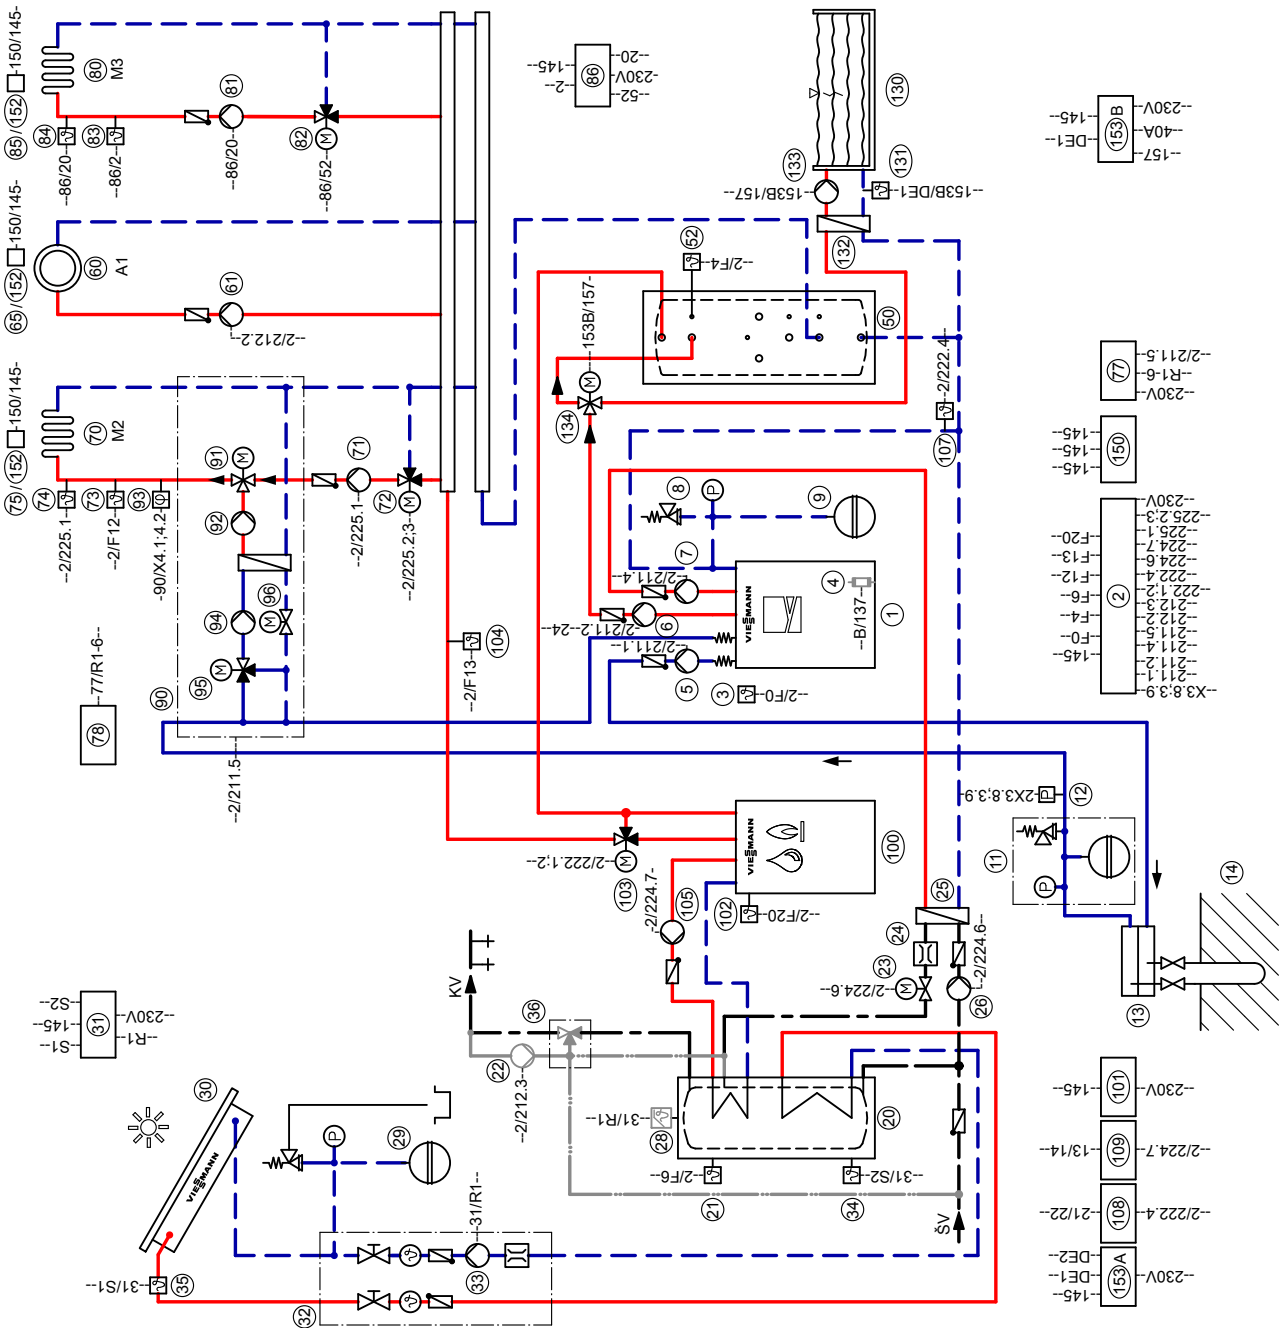 85/152 -150/145-
80
M3
84
83
--86/20--
--86/2--
81
--86/20--
82
M
--86/52--
65/152 -150/145-
60
A1
61
--2/212.2--
75/152 -150/145-
70
M2
74
73
93
--2/225.1--
--2/F12--
-90/X4.1;4.2-
91
M
92
71
--2/225.1--
72
M
--2/225.2;3--
94
96
M
95
M
90
--2/211.5--
78
--77/R1-6--
86
--20--
-230V-
--52--
145--
--2--
130
133
131
--153B/157--
--153B/DE1--
132
52
--2/F4--
50
M
--153B/157-
134
107
--2/222.4--
8
P
9
7
--2/211.4--
6
--2/211.2--24--
--2/211.1--
5
3
--2/F0--
4
--B/137---
1
VIESMANN
104
--2/F13--
153B
--230V--
--40A--
--157--
--145--
--DE1--
77
--2/211.5--
--R1-6--
--230V--
150
--145--
--145--
--145--
2
--F20--
--F13--
--F12--
--F6--
--F4--
--F0--
--145--
230V
--225.2;3--
--225.1--
--224.7--
--224.6--
--222.4--
--222.1;2--
--212.3--
--212.2--
--211.5--
--211.4--
--211.2--
--211.1--
--X3.8;3.9--
100
VIESMANN
M
103
--2/222.1;2--
105
-2/224.7-
102
--2/F20--
12
P
-2X3.8;3.9-
11
P
13
14
25
24
23
M
--2/224.6--
26
--2/224.6--
KV
36
22
--2/212.3--
31
--S2--
--145--
--S1--
--230V--
--R1--
30
VIESMANN
P
29
28
--31/R1--
20
21
--2/F6--
34
--31/S2--
ŠV
35
--31/S1--
32
33
--31/R1--
101
--145--
--230V--
109
--13/14--
--2/224.7
108
--21/22--
--2/222.4
153A
--DE2--
--DE1--
--145--
--230V--